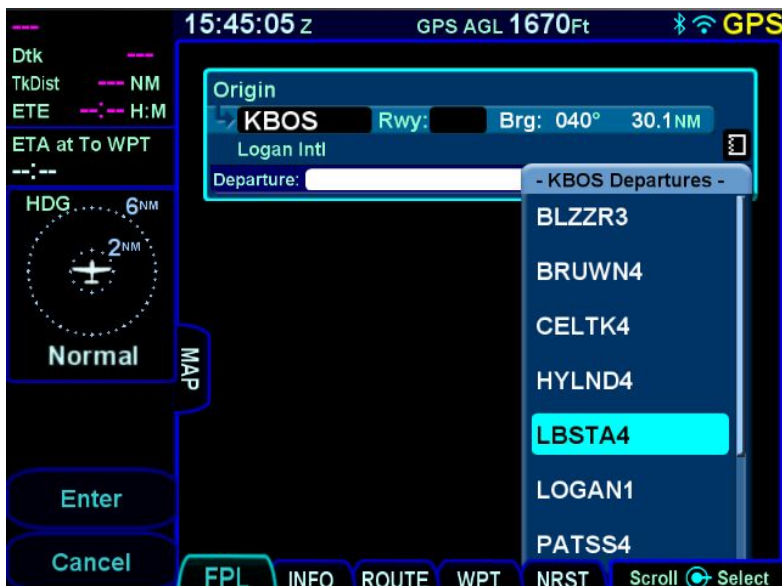 ---
15:45:05 Z GPS AGL 1670Ft GPS
Dtk ---
TkDist --- NM
ETE --:-- H:M
ETA at To WPT
--:--
HDG 6NM
2NM
Normal
MAP
Enter
Cancel
Origin
KBOS Rwy: Brg: 040° 30.1NM
Logan Intl
Departure:
- KBOS Departures -
BLZZR3
BRUWN4
CELTK4
HYLND4
LBSTA4
LOGAN1
PATSS4
FPL INFO ROUTE WPT NRST Scroll Select